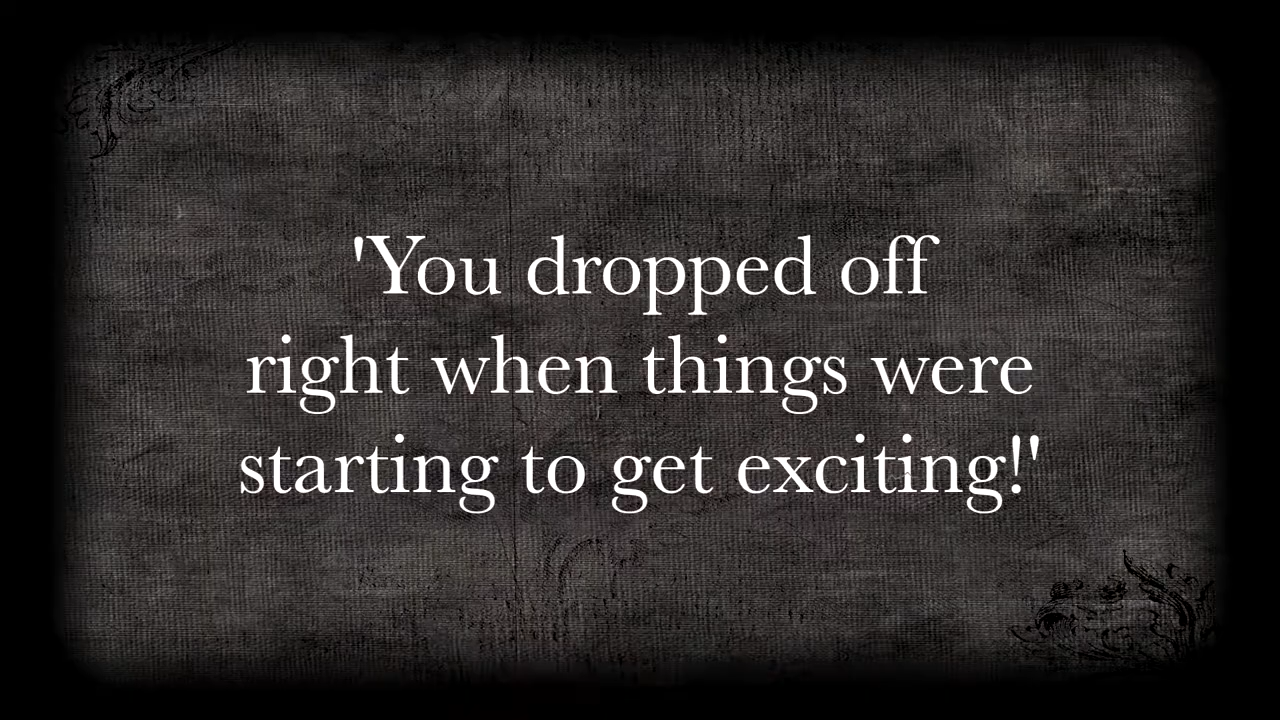 'You dropped off
right when things were
starting to get exciting!'